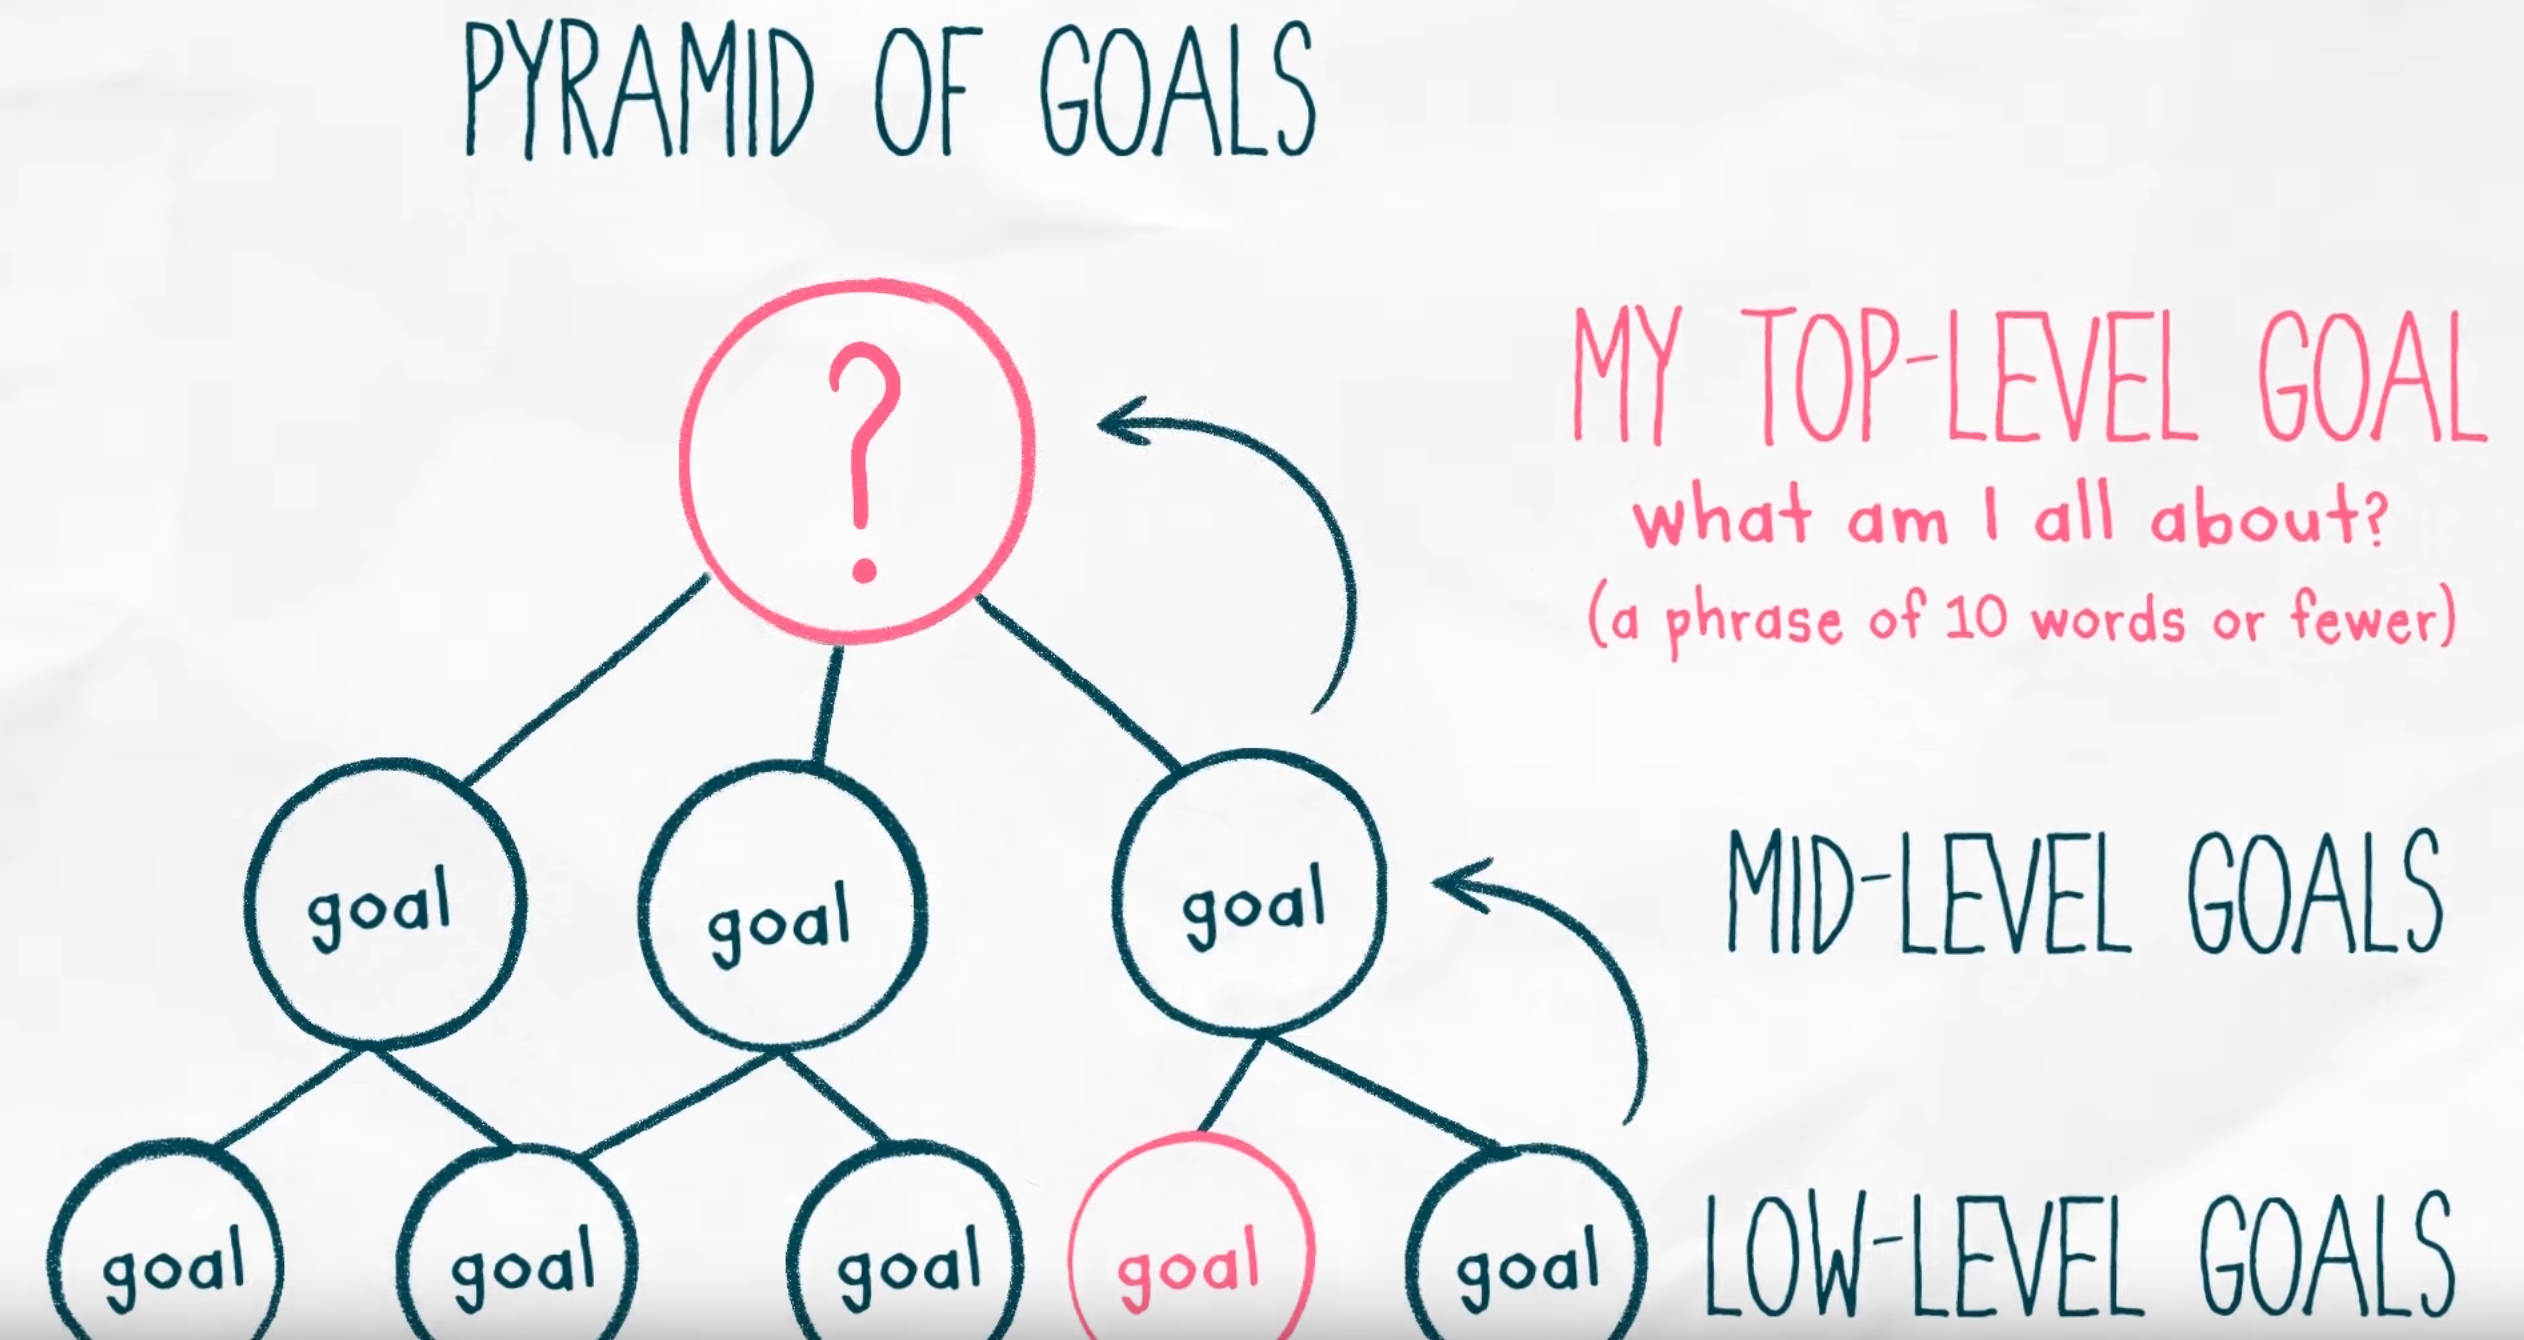 PYRAMID OF GOALS
?
MY TOP-LEVEL GOAL
what am I all about?
(a phrase of 10 words or fewer)
goal
goal
goal
MID-LEVEL GOALS
goal
goal
goal
goal
goal
LOW-LEVEL GOALS